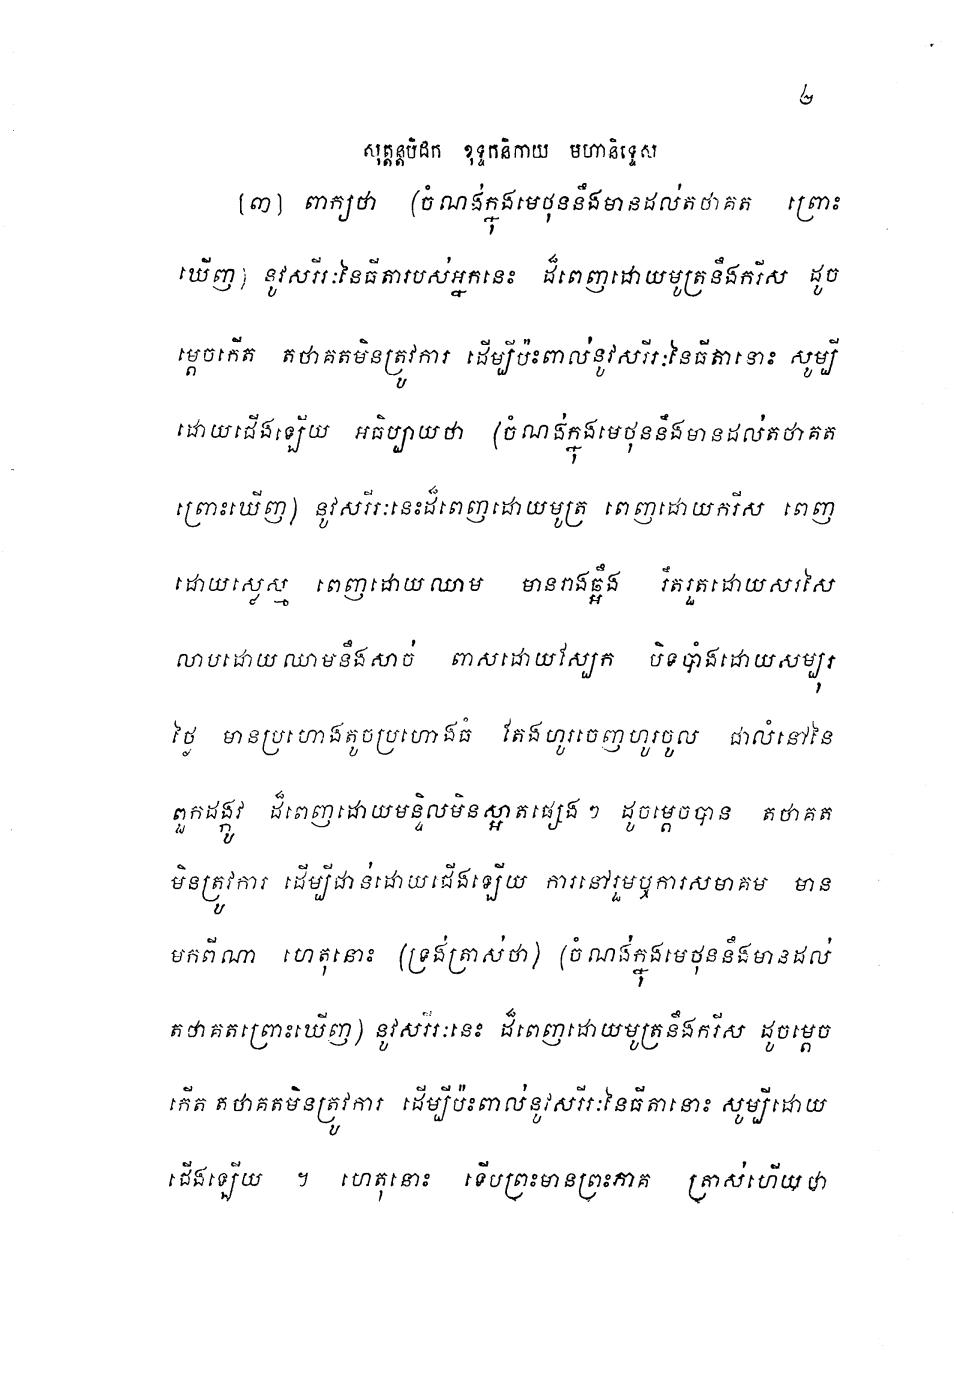 ២
សុត្តន្តបិដក ខុទ្ទកនិកាយ មហានិទ្ទេស
[៣] ពាក្យថា (ចំណង់ក្នុងមេថុននឹងមានដល់តថាគត ព្រោះ
ឃើញ) នូវសរីរៈនៃធីតារបស់អ្នកនេះ ដ៏ពេញដោយមូត្រនឹងករីស ដូច
ម្តេចកើត តថាគតមិនត្រូវការ ដើម្បីប៉ះពាល់នូវសរីរៈនៃធីតានោះ សូម្បី
ដោយជើងឡើយ អធិប្បាយថា (ចំណង់ក្នុងមេថុននឹងមានដល់តថាគត
ព្រោះឃើញ) នូវសរីរៈនេះដ៏ពេញដោយមូត្រ ពេញដោយករីស ពេញ
ដោយស្លេស្ម ពេញដោយឈាម មានរាងឆ្អឹង រឹតរួតដោយសរសៃ
លាបដោយឈាមនឹងសាច់ ពាសដោយស្បែក បិទបាំងដោយសម្បុរ
ថ្លៃ មានប្រហោងតូចប្រហោងធំ តែងហូរចេញហូរចូល ជាលំនៅនៃ
ពួកដង្កូវ ដ៏ពេញដោយមន្ទិលមិនស្អាតផ្សេងៗ ដូចម្តេចបាន តថាគត
មិនត្រូវការ ដើម្បីជាន់ដោយជើងឡើយ ការនៅរួមឬការសមាគម មាន
មកពីណា ហេតុនោះ (ទ្រង់ត្រាស់ថា) (ចំណង់ក្នុងមេថុននឹងមានដល់
តថាគតព្រោះឃើញ) នូវសរីរៈនេះ ដ៏ពេញដោយមូត្រនឹងករីស ដូចម្តេច
កើត តថាគតមិនត្រូវការ ដើម្បីប៉ះពាល់នូវសរីរៈនៃធីតានោះ សូម្បីដោយ
ជើងឡើយ ។ ហេតុនោះ ទើបព្រះមានព្រះភាគ ត្រាស់ហើយថា